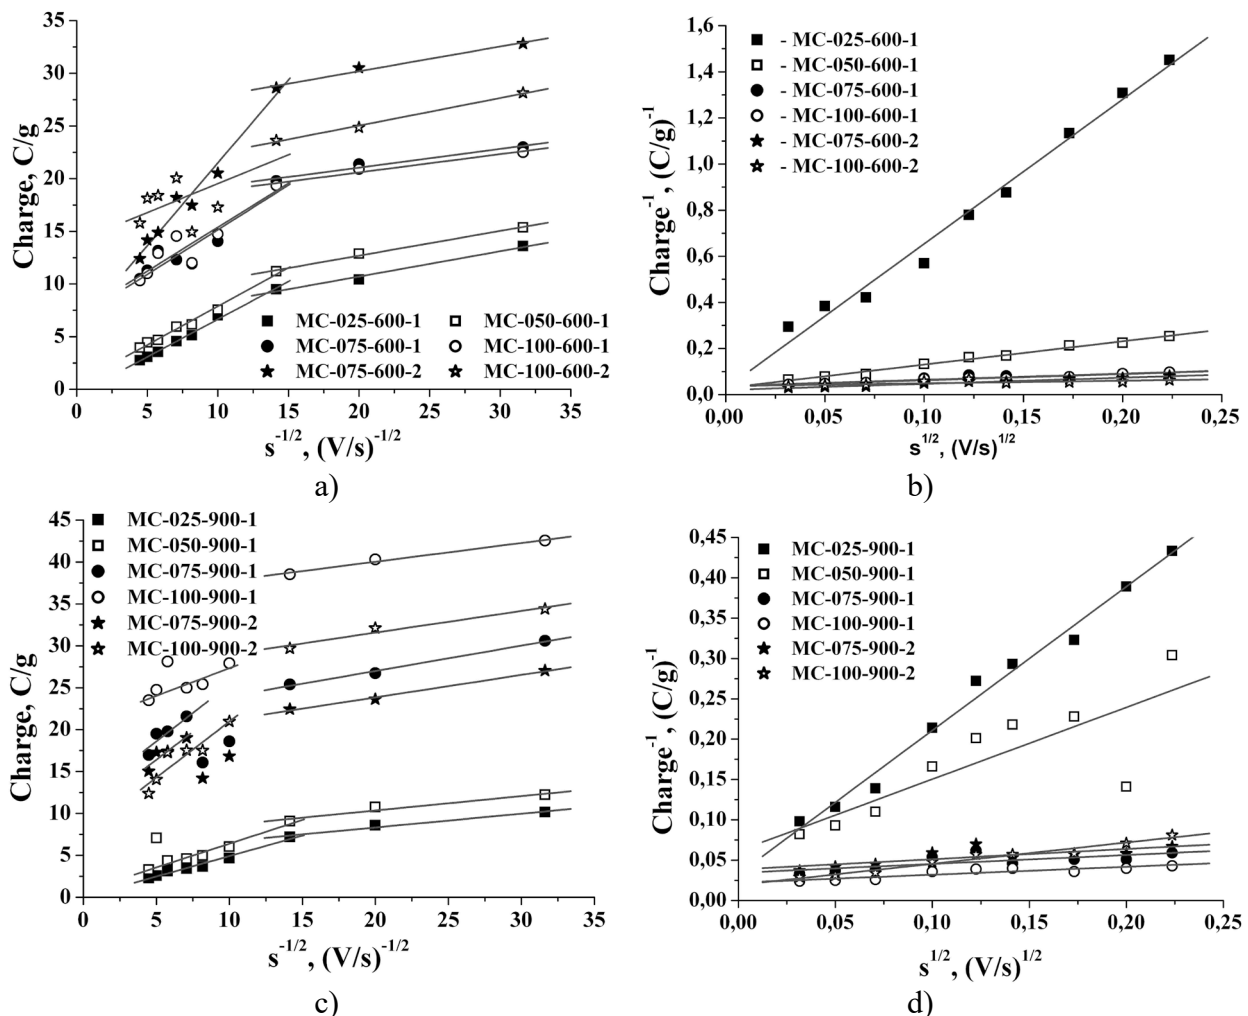 a)
Charge, C/g
35
30
25
20
15
10
5
0
MC-025-600-1
MC-050-600-1
MC-075-600-1
MC-100-600-1
MC-075-600-2
MC-100-600-2
0 5 10 15 20 25 30 35
s^-1/2, (V/s)^-1/2
a)
b)
Charge^-1, (C/g)^-1
1,6
1,4
1,2
1,0
0,8
0,6
0,4
0,2
0,0
- MC-025-600-1
- MC-050-600-1
- MC-075-600-1
- MC-100-600-1
- MC-075-600-2
- MC-100-600-2
0,00 0,05 0,10 0,15 0,20 0,25
s^1/2, (V/s)^1/2
b)
Charge, C/g
45
40
35
30
25
20
15
10
5
0
MC-025-900-1
MC-050-900-1
MC-075-900-1
MC-100-900-1
MC-075-900-2
MC-100-900-2
0 5 10 15 20 25 30 35
s^-1/2, (V/s)^-1/2
c)
Charge^-1, (C/g)^-1
0,45
0,40
0,35
0,30
0,25
0,20
0,15
0,10
0,05
0,00
MC-025-900-1
MC-050-900-1
MC-075-900-1
MC-100-900-1
MC-075-900-2
MC-100-900-2
0,00 0,05 0,10 0,15 0,20 0,25
s^1/2, (V/s)^1/2
d)